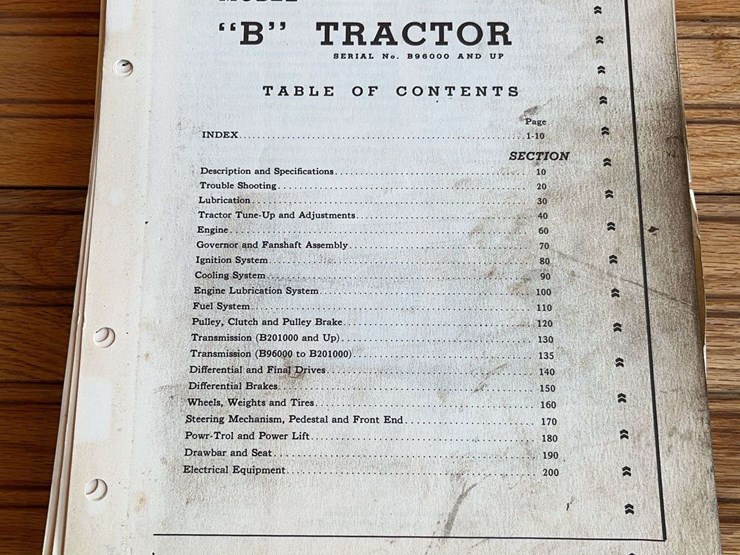 MODEL
"B" TRACTOR
SERIAL No. B96000 AND UP
TABLE OF CONTENTS
Page
INDEX 1-10
SECTION
Description and Specifications 10
Trouble Shooting 20
Lubrication 30
Tractor Tune-Up and Adjustments 40
Engine 60
Governor and Fanshaft Assembly 70
Ignition System 80
Cooling System 90
Engine Lubrication System 100
Fuel System 110
Pulley, Clutch and Pulley Brake 120
Transmission (B201000 and Up) 130
Transmission (B96000 to B201000) 135
Differential and Final Drives 140
Differential Brakes 150
Wheels, Weights and Tires 160
Steering Mechanism, Pedestal and Front End 170
Powr-Trol and Power Lift 180
Drawbar and Seat 190
Electrical Equipment 200